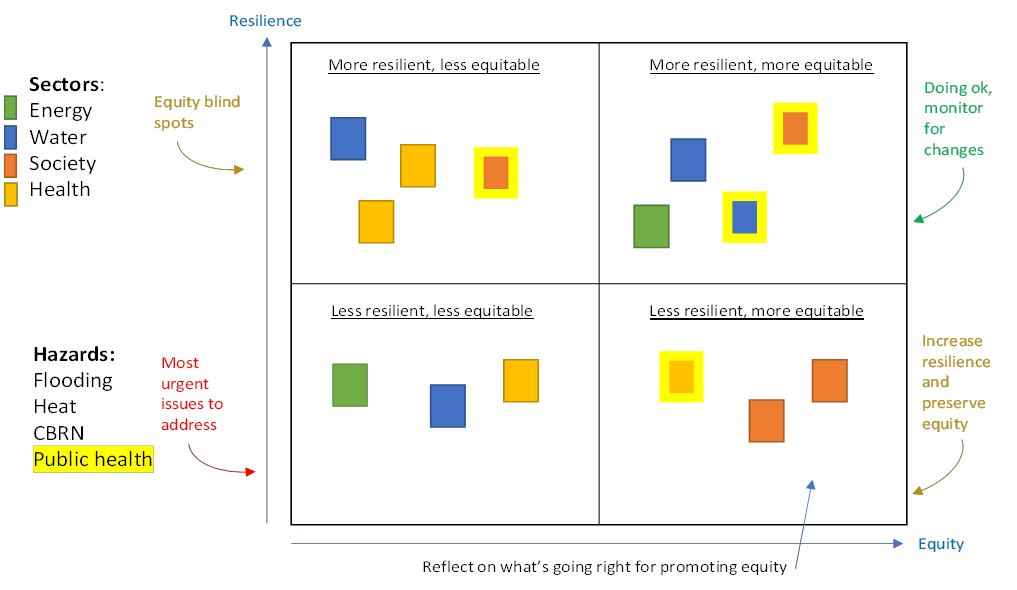 Resilience
Sectors:
Energy
Water
Society
Health
Equity blind
spots
More resilient, less equitable
More resilient, more equitable
Doing ok,
monitor
for
changes
Less resilient, less equitable
Less resilient, more equitable
Hazards:
Flooding
Heat
CBRN
Public health
Most
urgent
issues to
address
Increase
resilience
and
preserve
equity
Equity
Reflect on what's going right for promoting equity